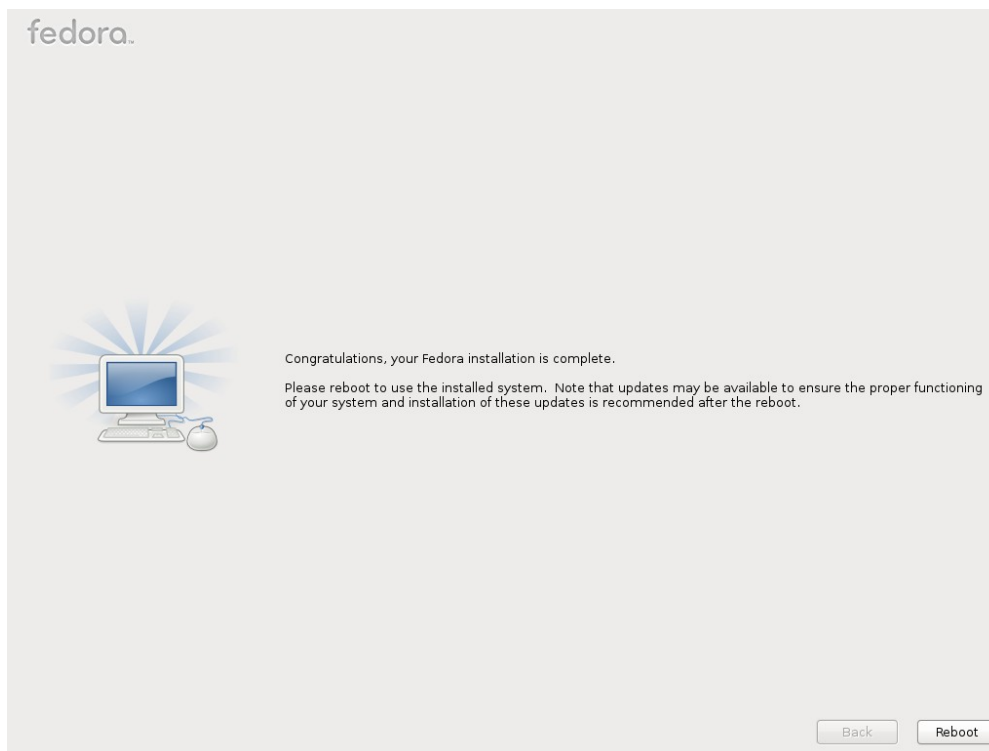 fedora™
Congratulations, your Fedora installation is complete.
Please reboot to use the installed system.  Note that updates may be available to ensure the proper functioning
of your system and installation of these updates is recommended after the reboot.
Back
Reboot